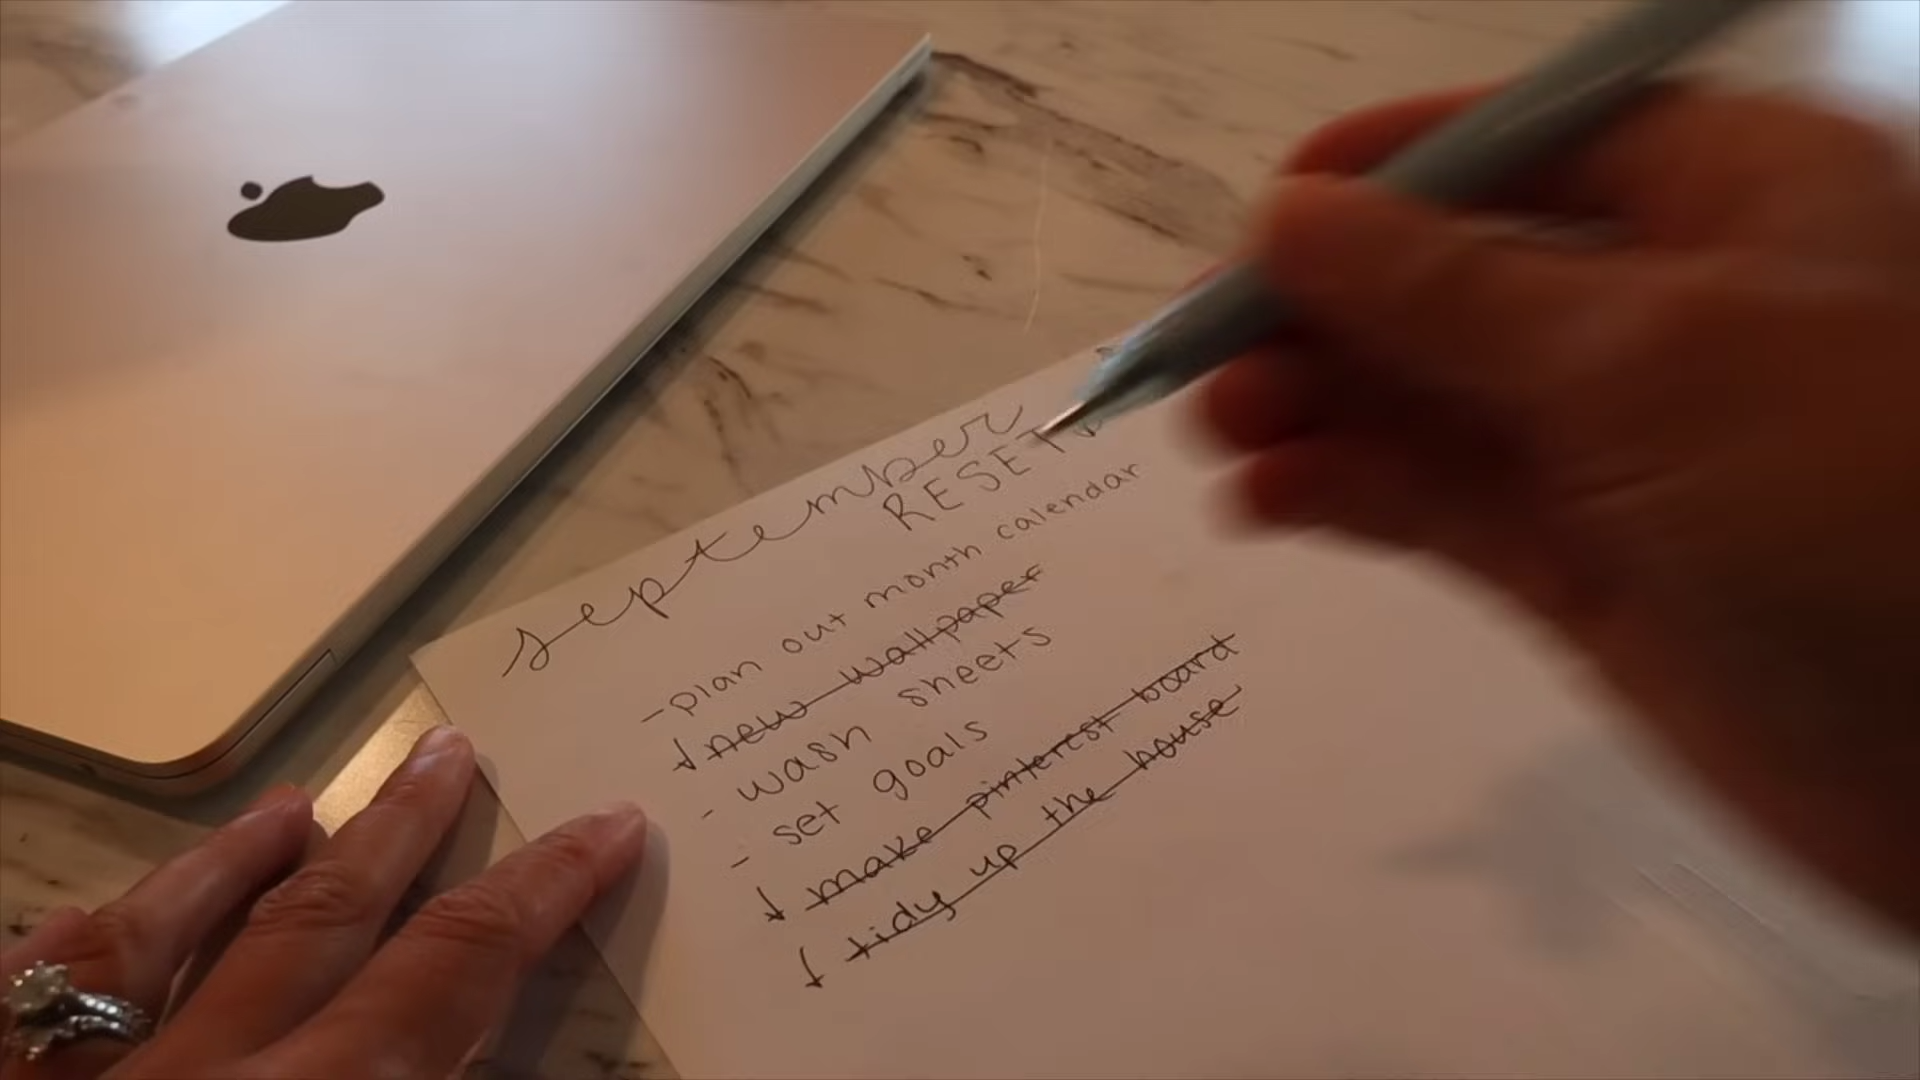 september
RESET
- plan out month calendar
new wallpaper
- wash sheets
- set goals
make pinterest board
tidy up the house